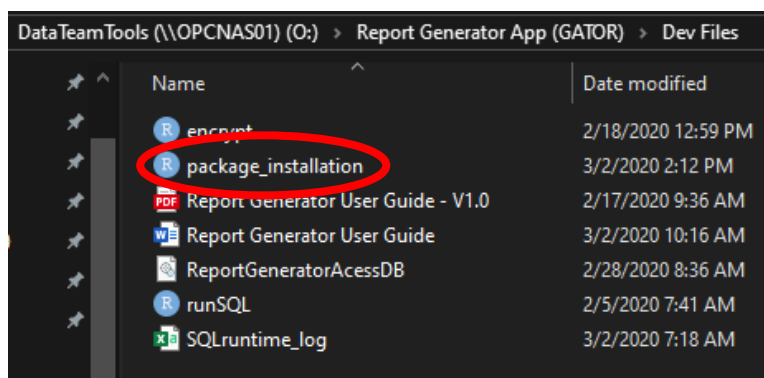 DataTeamTools (\\OPCNAS01) (O:) > Report Generator App (GATOR) > Dev Files
Name Date modified
R encrypt 2/18/2020 12:59 PM
R package_installation 3/2/2020 2:12 PM
PDF Report Generator User Guide - V1.0 2/17/2020 9:36 AM
W Report Generator User Guide 3/2/2020 10:16 AM
ReportGeneratorAcessDB 2/28/2020 8:36 AM
R runSQL 2/5/2020 7:41 AM
X a SQLruntime_log 3/2/2020 7:18 AM